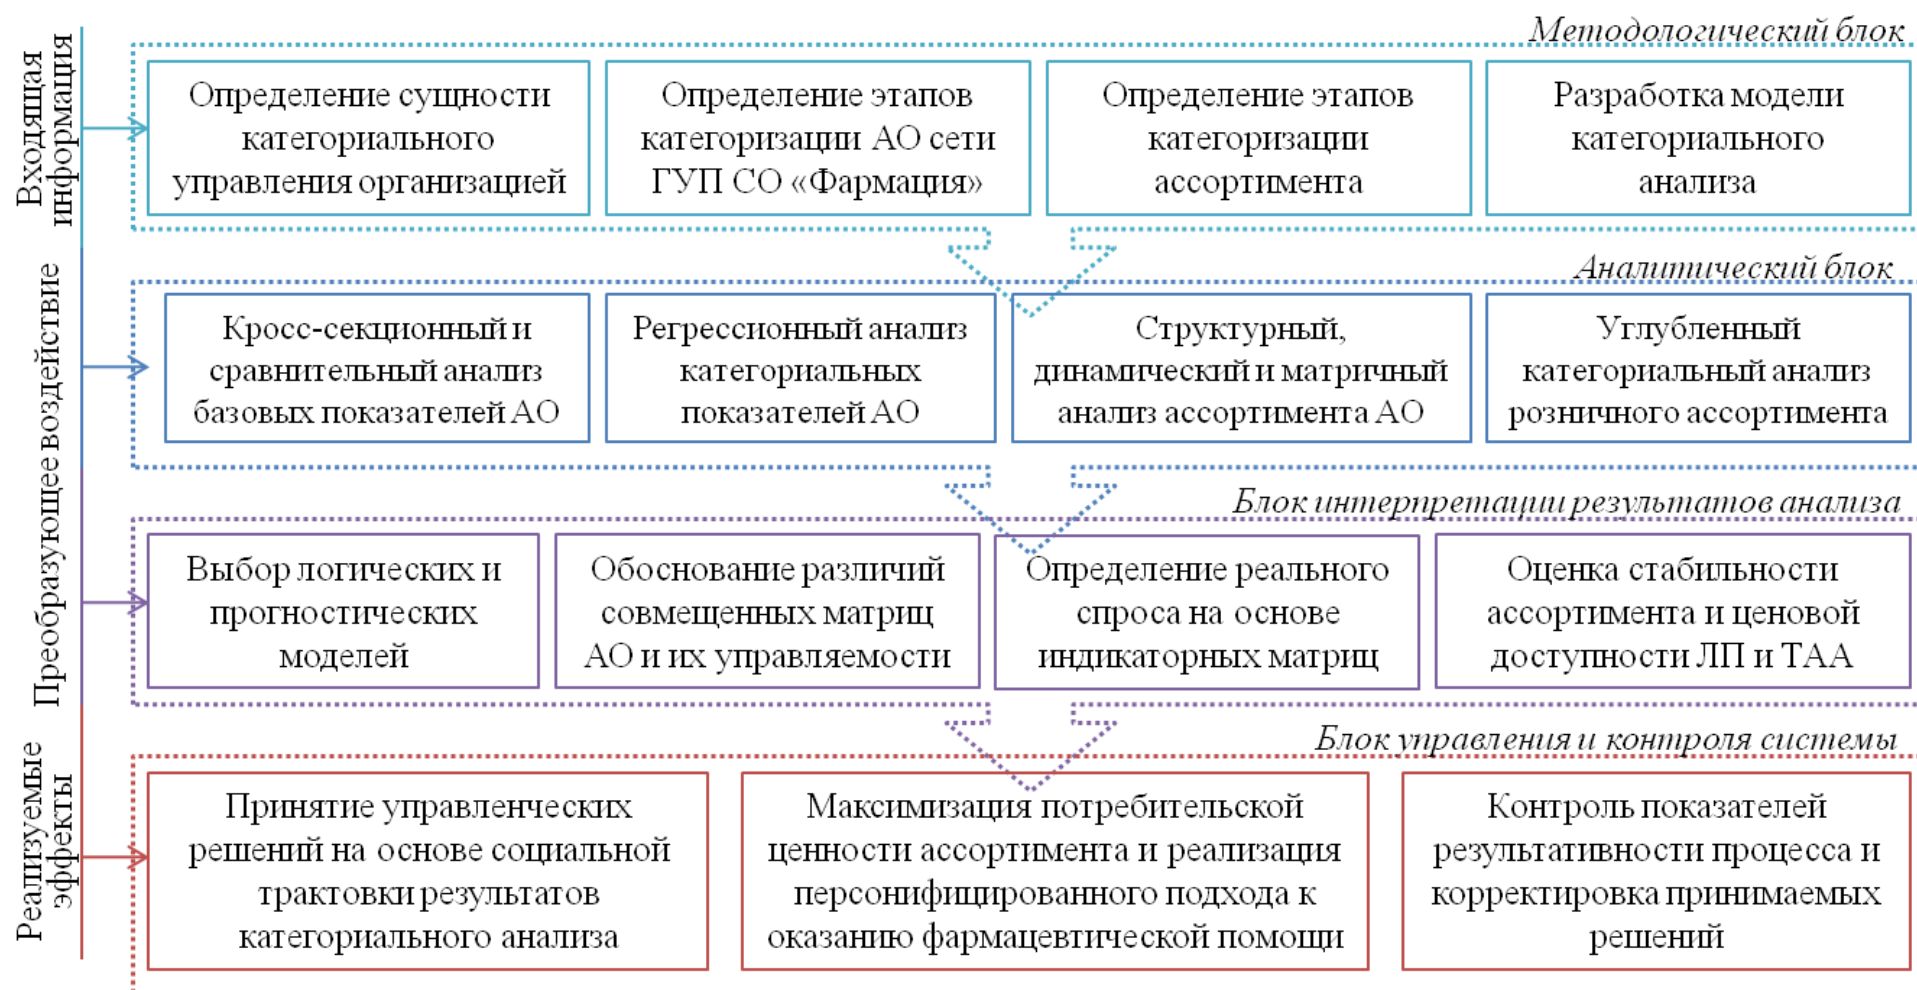 Входящая
информация
Методологический блок
Определение сущности
категориального
управления организацией
Определение этапов
категоризации АО сети
ГУП СО «Фармация»
Определение этапов
категоризации
ассортимента
Разработка модели
категориального
анализа
Преобразующее воздействие
Аналитический блок
Кросс-секционный и
сравнительный анализ
базовых показателей АО
Регрессионный анализ
категориальных
показателей АО
Структурный,
динамический и матричный
анализ ассортимента АО
Углубленный
категориальный анализ
розничного ассортимента
Блок интерпретации результатов анализа
Выбор логических и
прогностических
моделей
Обоснование различий
совмещенных матриц
АО и их управляемости
Определение реального
спроса на основе
индикаторных матриц
Оценка стабильности
ассортимента и ценовой
доступности ЛП и ТАА
Реализуемые
эффекты
Блок управления и контроля системы
Принятие управленческих
решений на основе социальной
трактовки результатов
категориального анализа
Максимизация потребительской
ценности ассортимента и реализация
персонифицированного подхода к
оказанию фармацевтической помощи
Контроль показателей
результативности процесса и
корректировка принимаемых
решений